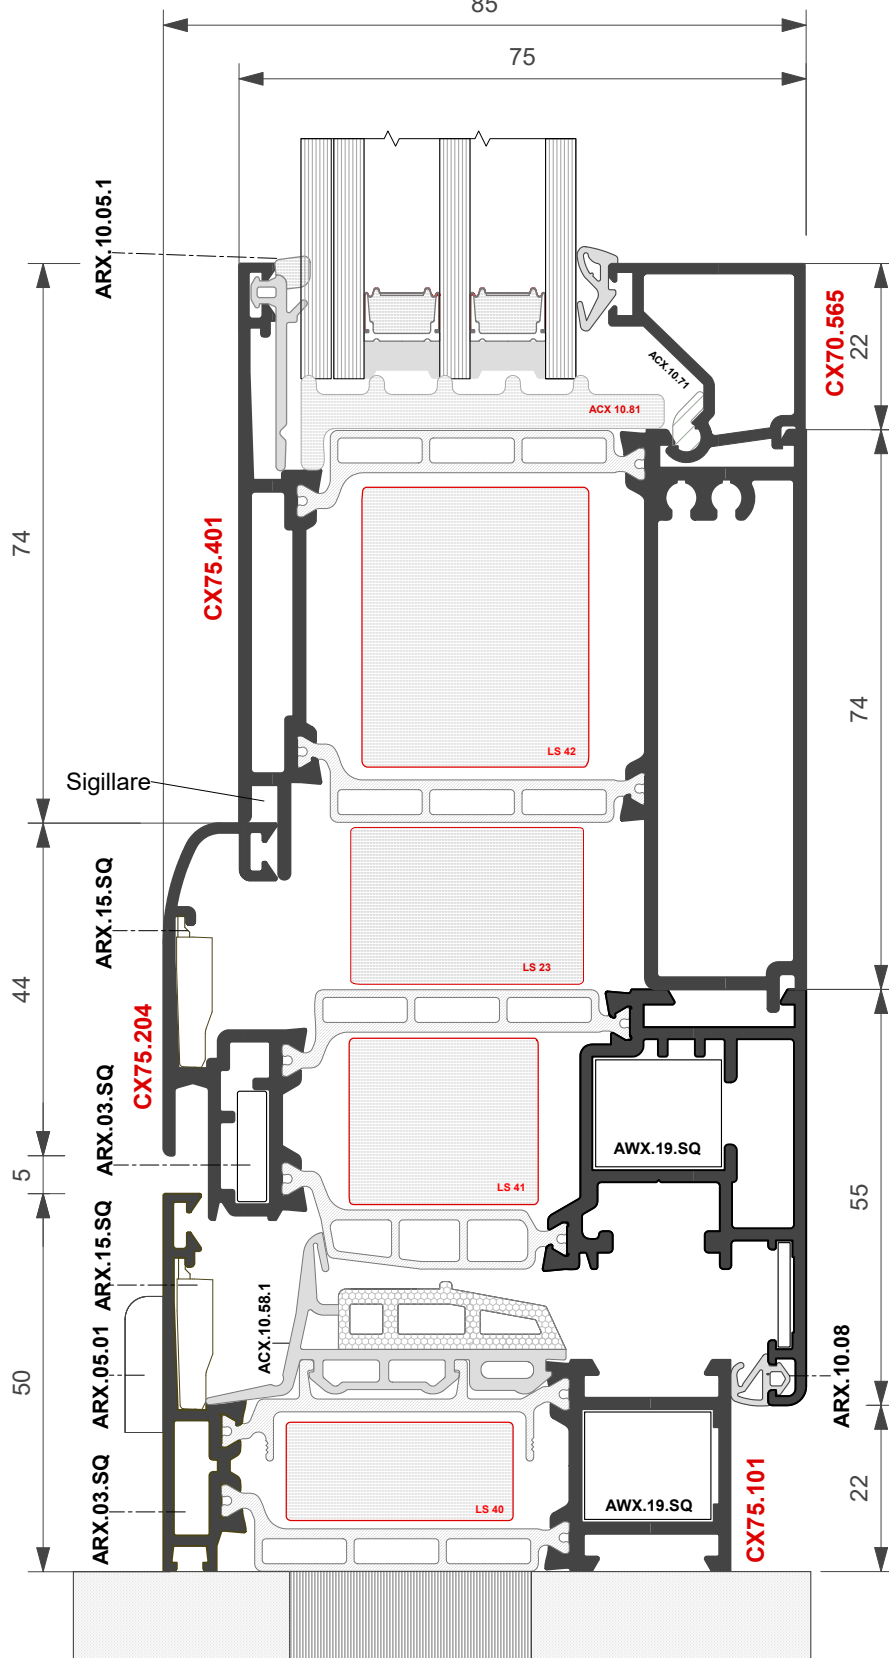 85
75
ARX.10.05.1
CX70.565
22
ACX.10.71
ACX 10.81
74
CX75.401
LS 42
74
Sigillare
ARX.15.SQ
LS 23
44
CX75.204
ARX.03.SQ
AWX.19.SQ
LS 41
5
55
ARX.15.SQ
ACX.10.58.1
ARX.05.01
50
ARX.10.08
ARX.03.SQ
LS 40
AWX.19.SQ
CX75.101
22